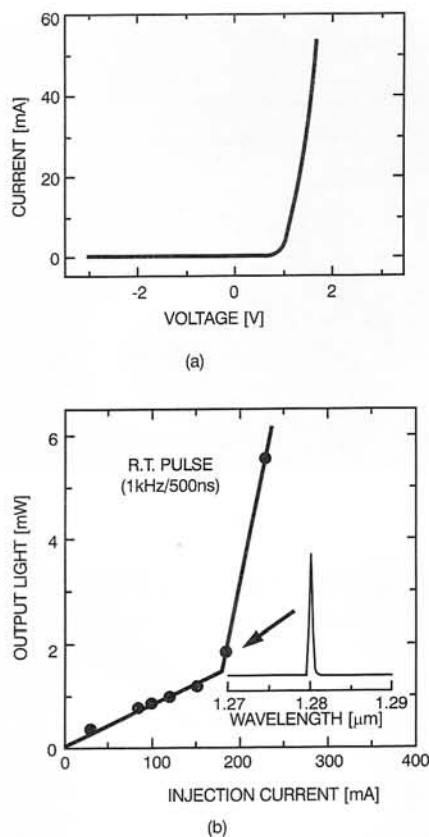 60
40
20
0
CURRENT [mA]
-2
0
2
VOLTAGE [V]
(a)
6
4
2
0
OUTPUT LIGHT [mW]
R.T. PULSE
(1kHz/500ns)
1.27
1.28
1.29
WAVELENGTH [μm]
0
100
200
300
400
INJECTION CURRENT [mA]
(b)